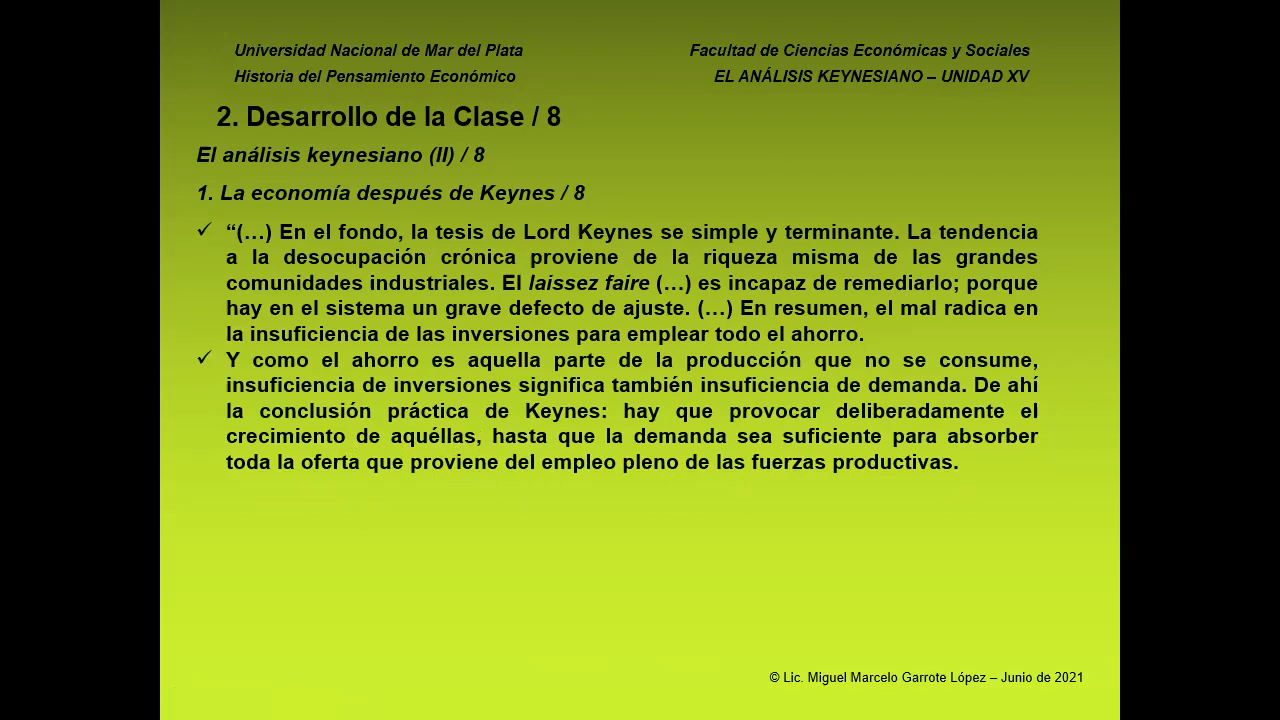 Universidad Nacional de Mar del Plata
Facultad de Ciencias Económicas y Sociales
Historia del Pensamiento Económico
EL ANÁLISIS KEYNESIANO – UNIDAD XV
2. Desarrollo de la Clase / 8
El análisis keynesiano (II) / 8
1. La economía después de Keynes / 8
✓ “(…) En el fondo, la tesis de Lord Keynes se simple y terminante. La tendencia
a la desocupación crónica proviene de la riqueza misma de las grandes
comunidades industriales. El laissez faire (…) es incapaz de remediarlo; porque
hay en el sistema un grave defecto de ajuste. (…) En resumen, el mal radica en
la insuficiencia de las inversiones para emplear todo el ahorro.
✓ Y como el ahorro es aquella parte de la producción que no se consume,
insuficiencia de inversiones significa también insuficiencia de demanda. De ahí
la conclusión práctica de Keynes: hay que provocar deliberadamente el
crecimiento de aquéllas, hasta que la demanda sea suficiente para absorber
toda la oferta que proviene del empleo pleno de las fuerzas productivas.
© Lic. Miguel Marcelo Garrote López – Junio de 2021